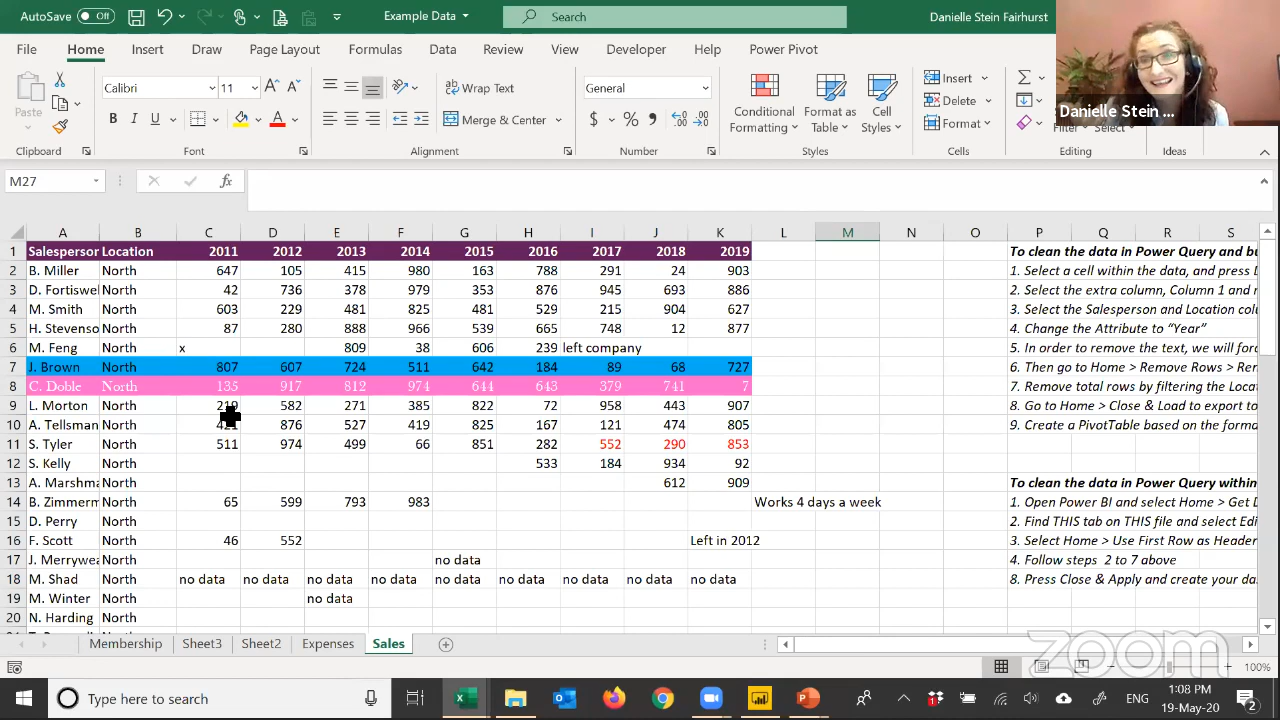 AutoSave Off Example Data Search Danielle Stein Fairhurst
File Home Insert Draw Page Layout Formulas Data Review View Developer Help Power Pivot
Danielle Stein ...
Paste Calibri 11 Wrap Text General Conditional Formatting Format as Table Cell Styles Insert
B I U A Merge & Center $ % Delete
Format Filter Select
Clipboard Font Alignment Number Styles Cells Editing Ideas
M27 fx
A B C D E F G H I J K L M N O P Q R S
1 Salesperson Location 2011 2012 2013 2014 2015 2016 2017 2018 2019 To clean the data in Power Query and bu
2 B. Miller North 647 105 415 980 163 788 291 24 903 1. Select a cell within the data, and press
3 D. Fortiswe North 42 736 378 979 353 876 945 693 886 2. Select the extra column, Column 1 and
4 M. Smith North 603 229 481 825 481 529 215 904 627 3. Select the Salesperson and Location colu
5 H. Stevenso North 87 280 888 966 539 665 748 12 877 4. Change the Attribute to “Year”
6 M. Feng North x 809 38 606 239 left company 5. In order to remove the text, we will forc
7 J. Brown North 807 607 724 511 642 184 89 68 727 6. Then go to Home > Remove Rows > Rem
8 C. Doble North 135 917 812 974 644 643 379 741 7 7. Remove total rows by filtering the Locat
9 L. Morton North 582 271 385 822 72 958 443 907 8. Go to Home > Close & Load to export to
10 A. Tellsman North 876 527 419 825 167 121 474 805 9. Create a PivotTable based on the forma
11 S. Tyler North 511 974 499 66 851 282 552 290 853
12 S. Kelly North 533 184 934 92
13 A. Marshma North 612 909 To clean the data in Power Query within
14 B. Zimmerm North 65 599 793 983 Works 4 days a week 1. Open Power BI and select Home > Get D
15 D. Perry North 2. Find THIS tab on THIS file and select Edi
16 F. Scott North 46 552 Left in 2012 3. Select Home > Use First Row as Header
17 J. Merrywea North no data 4. Follow steps 2 to 7 above
18 M. Shad North no data no data no data no data no data no data no data no data no data 8. Press Close & Apply and create your da
19 M. Winter North no data
20 N. Harding North
Membership Sheet3 Sheet2 Expenses Sales
zoom
100%
Type here to search ENG 1:08 PM
19-May-20 2